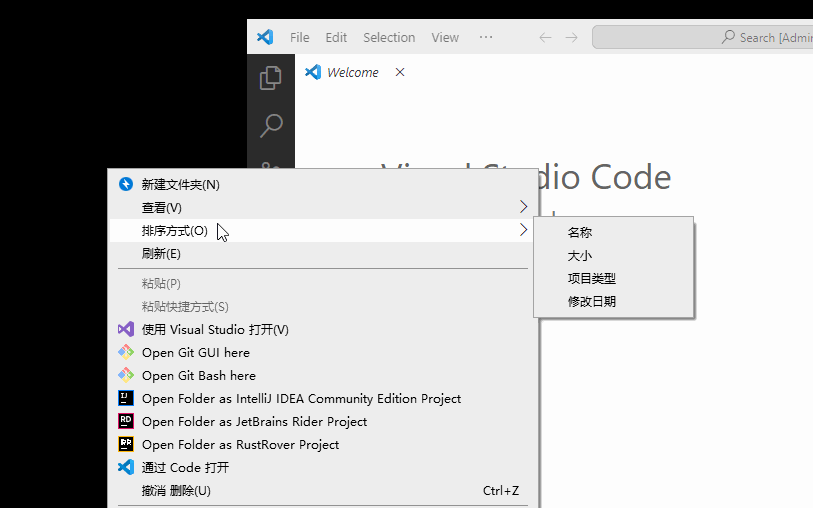 File Edit Selection View ··· Search [Admin
Welcome
Visual Studio Code
新建文件夹(N)
查看(V)
排序方式(O)
刷新(E)
粘贴(P)
粘贴快捷方式(S)
使用 Visual Studio 打开(V)
Open Git GUI here
Open Git Bash here
Open Folder as IntelliJ IDEA Community Edition Project
Open Folder as JetBrains Rider Project
Open Folder as RustRover Project
通过 Code 打开
撤消 删除(U) Ctrl+Z
名称
大小
项目类型
修改日期